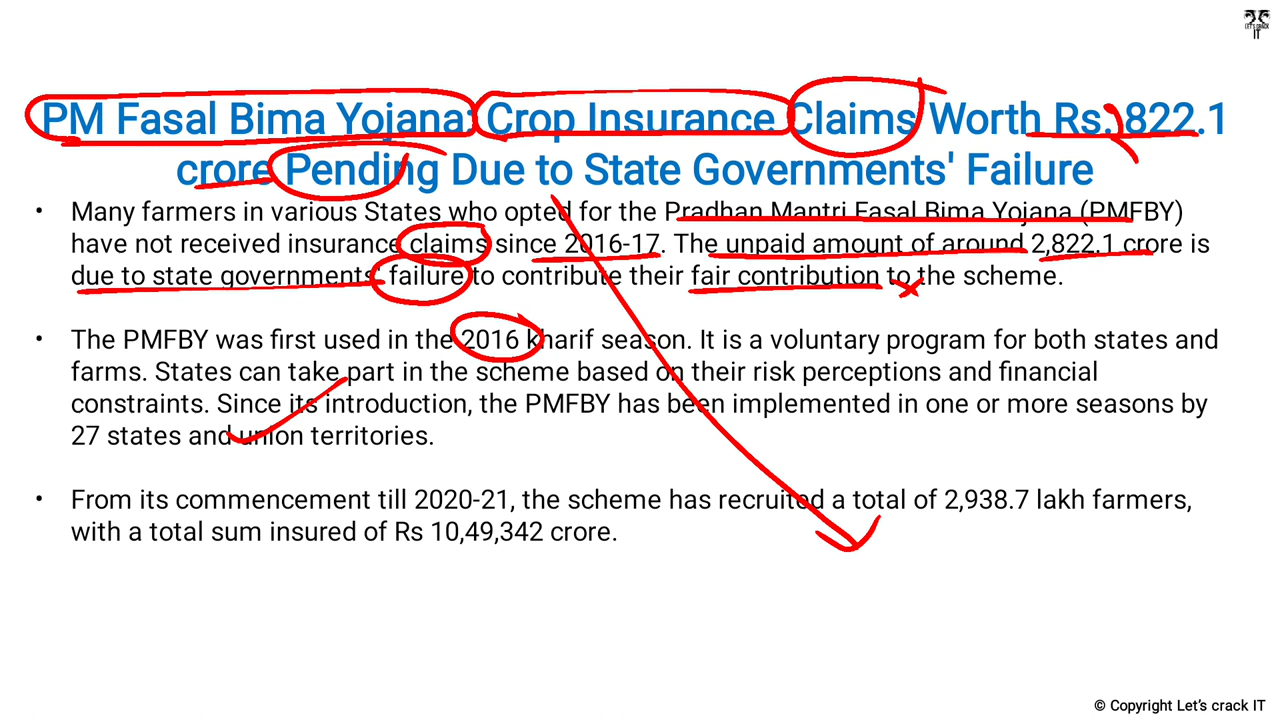 LET'S CRACK
IT
PM Fasal Bima Yojana: Crop Insurance Claims Worth Rs. 822.1
crore Pending Due to State Governments' Failure
• Many farmers in various States who opted for the Pradhan Mantri Fasal Bima Yojana (PMFBY)
have not received insurance claims since 2016-17. The unpaid amount of around 2,822.1 crore is
due to state governments' failure to contribute their fair contribution to the scheme.
• The PMFBY was first used in the 2016 kharif season. It is a voluntary program for both states and
farms. States can take part in the scheme based on their risk perceptions and financial
constraints. Since its introduction, the PMFBY has been implemented in one or more seasons by
27 states and union territories.
• From its commencement till 2020-21, the scheme has recruited a total of 2,938.7 lakh farmers,
with a total sum insured of Rs 10,49,342 crore.
© Copyright Let's crack IT